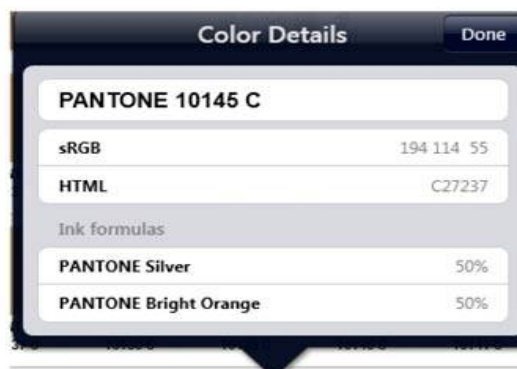 Color Details
Done
PANTONE 10145 C
sRGB 194 114 55
HTML C27237
Ink formulas
PANTONE Silver 50%
PANTONE Bright Orange 50%